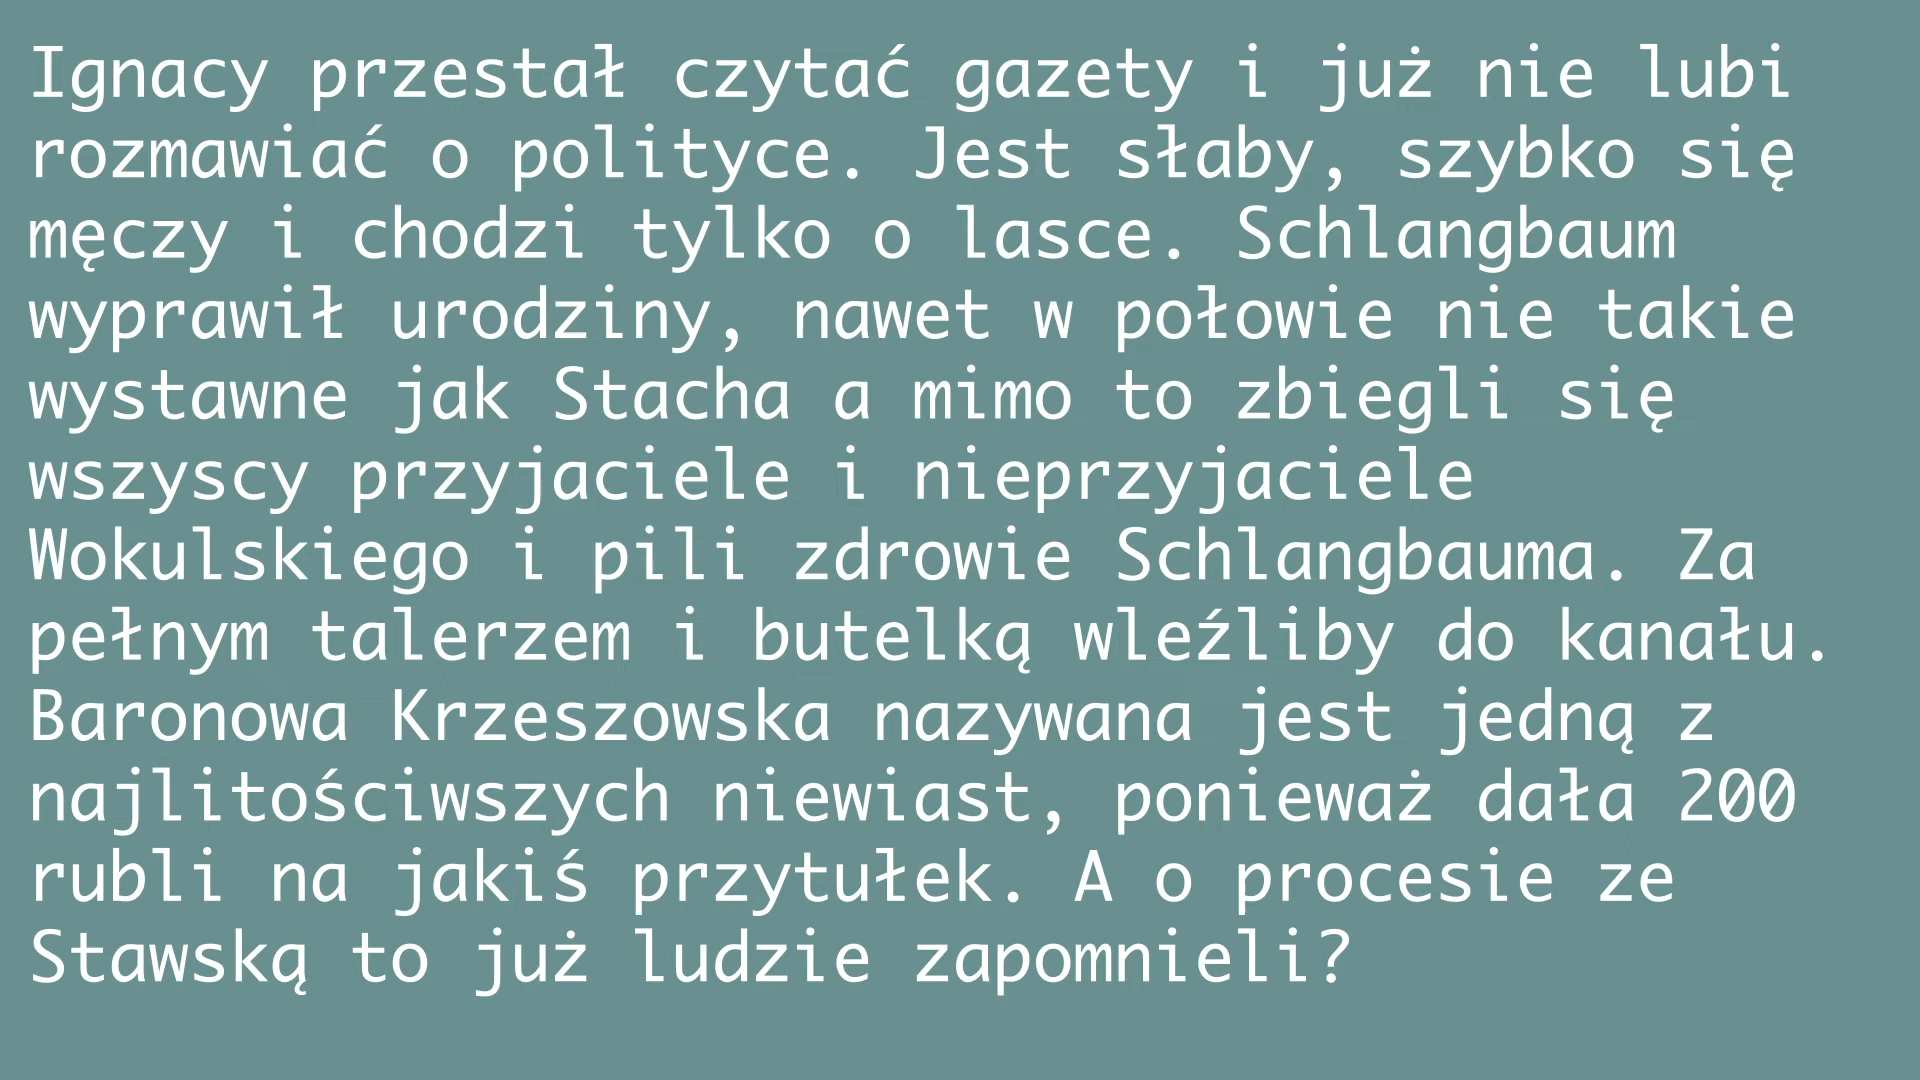 Ignacy przestał czytać gazety i już nie lubi
rozmawiać o polityce. Jest słaby, szybko się
męczy i chodzi tylko o lasce. Schlangbaum
wyprawił urodziny, nawet w połowie nie takie
wystawne jak Stacha a mimo to zbiegli się
wszyscy przyjaciele i nieprzyjaciele
Wokulskiego i pili zdrowie Schlangbauma. Za
pełnym talerzem i butelką wleźliby do kanału.
Baronowa Krzeszowska nazywana jest jedną z
najlitościwszych niewiast, ponieważ dała 200
rubli na jakiś przytułek. A o procesie ze
Stawską to już ludzie zapomnieli?